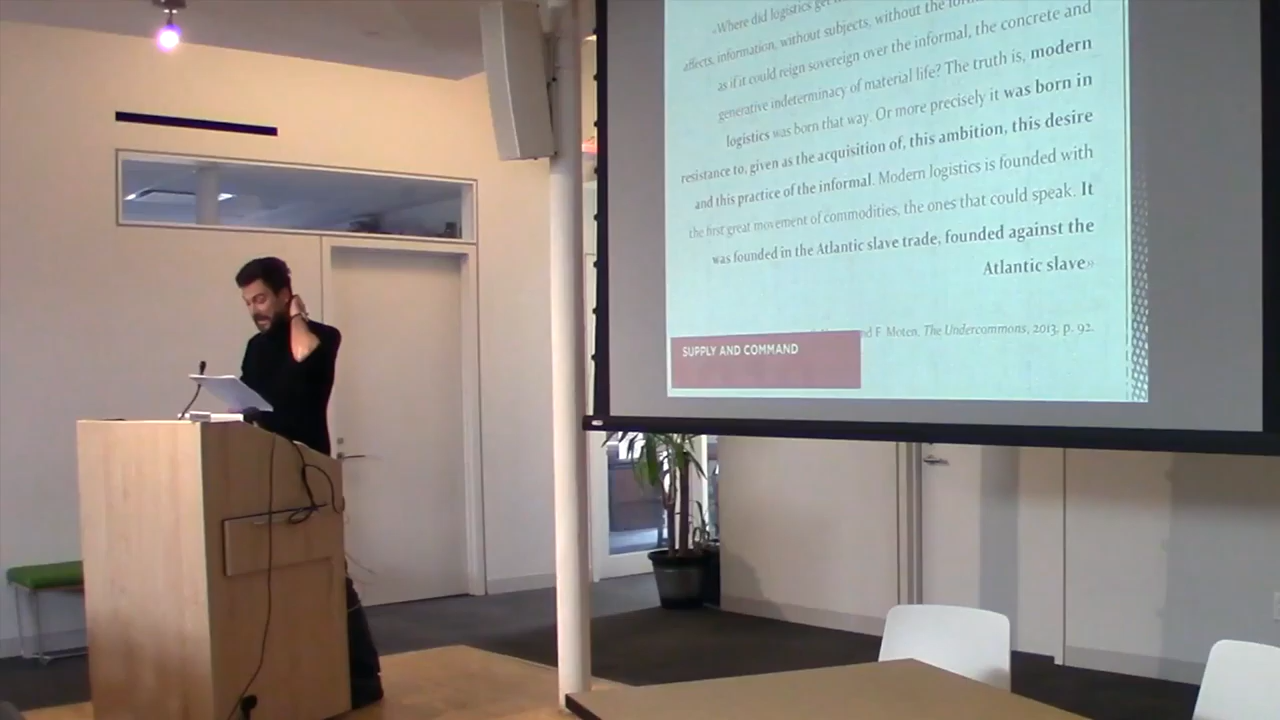 «Where did logistics get
affects, information, without subjects, without the
as if it could reign sovereign over the informal, the concrete and
generative indeterminacy of material life? The truth is, modern
logistics was born that way. Or more precisely it was born in
resistance to, given as the acquisition of, this ambition, this desire
and this practice of the informal. Modern logistics is founded with
the first great movement of commodities, the ones that could speak. It
was founded in the Atlantic slave trade, founded against the
Atlantic slave»
F. Moten, The Undercommons, 2013, p. 92.
SUPPLY AND COMMAND